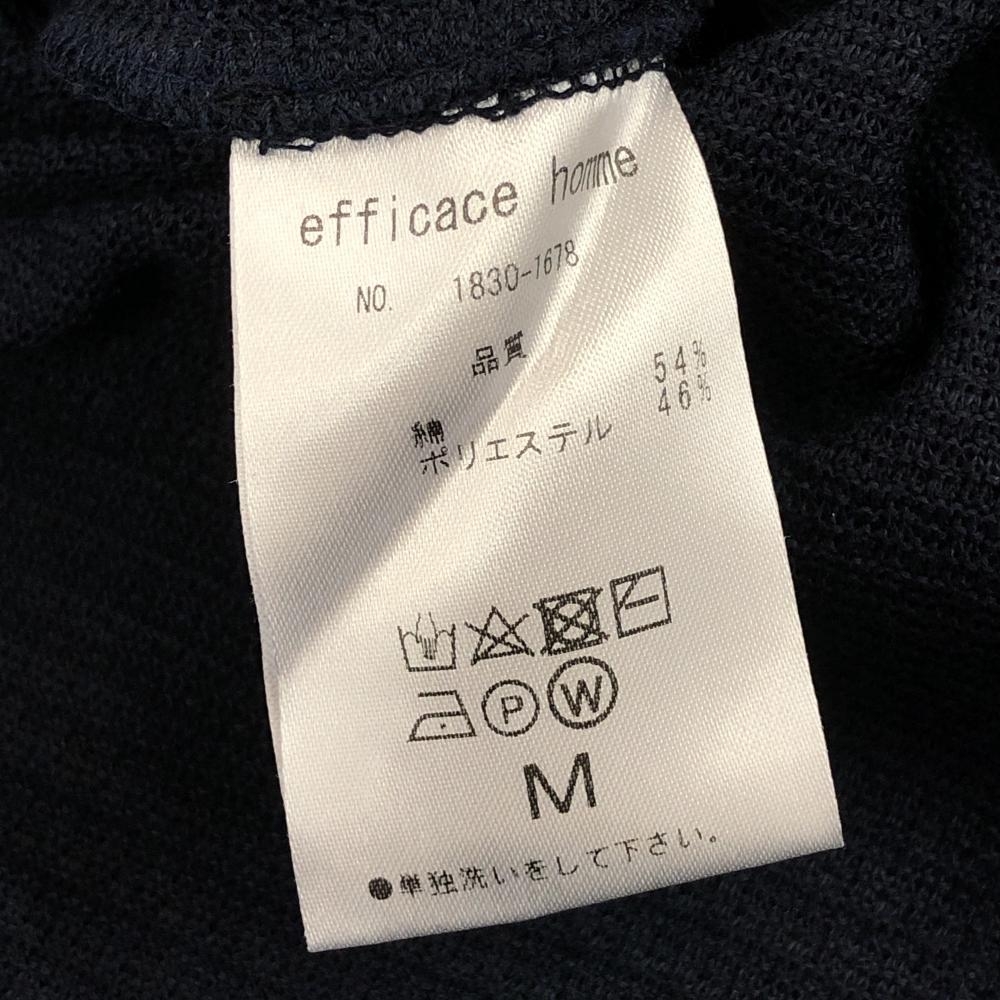 efficace homme
NO. 1830-1678
品質
綿 54%
ポリエステル 46%
P W
M
●単独洗いをして下さい。